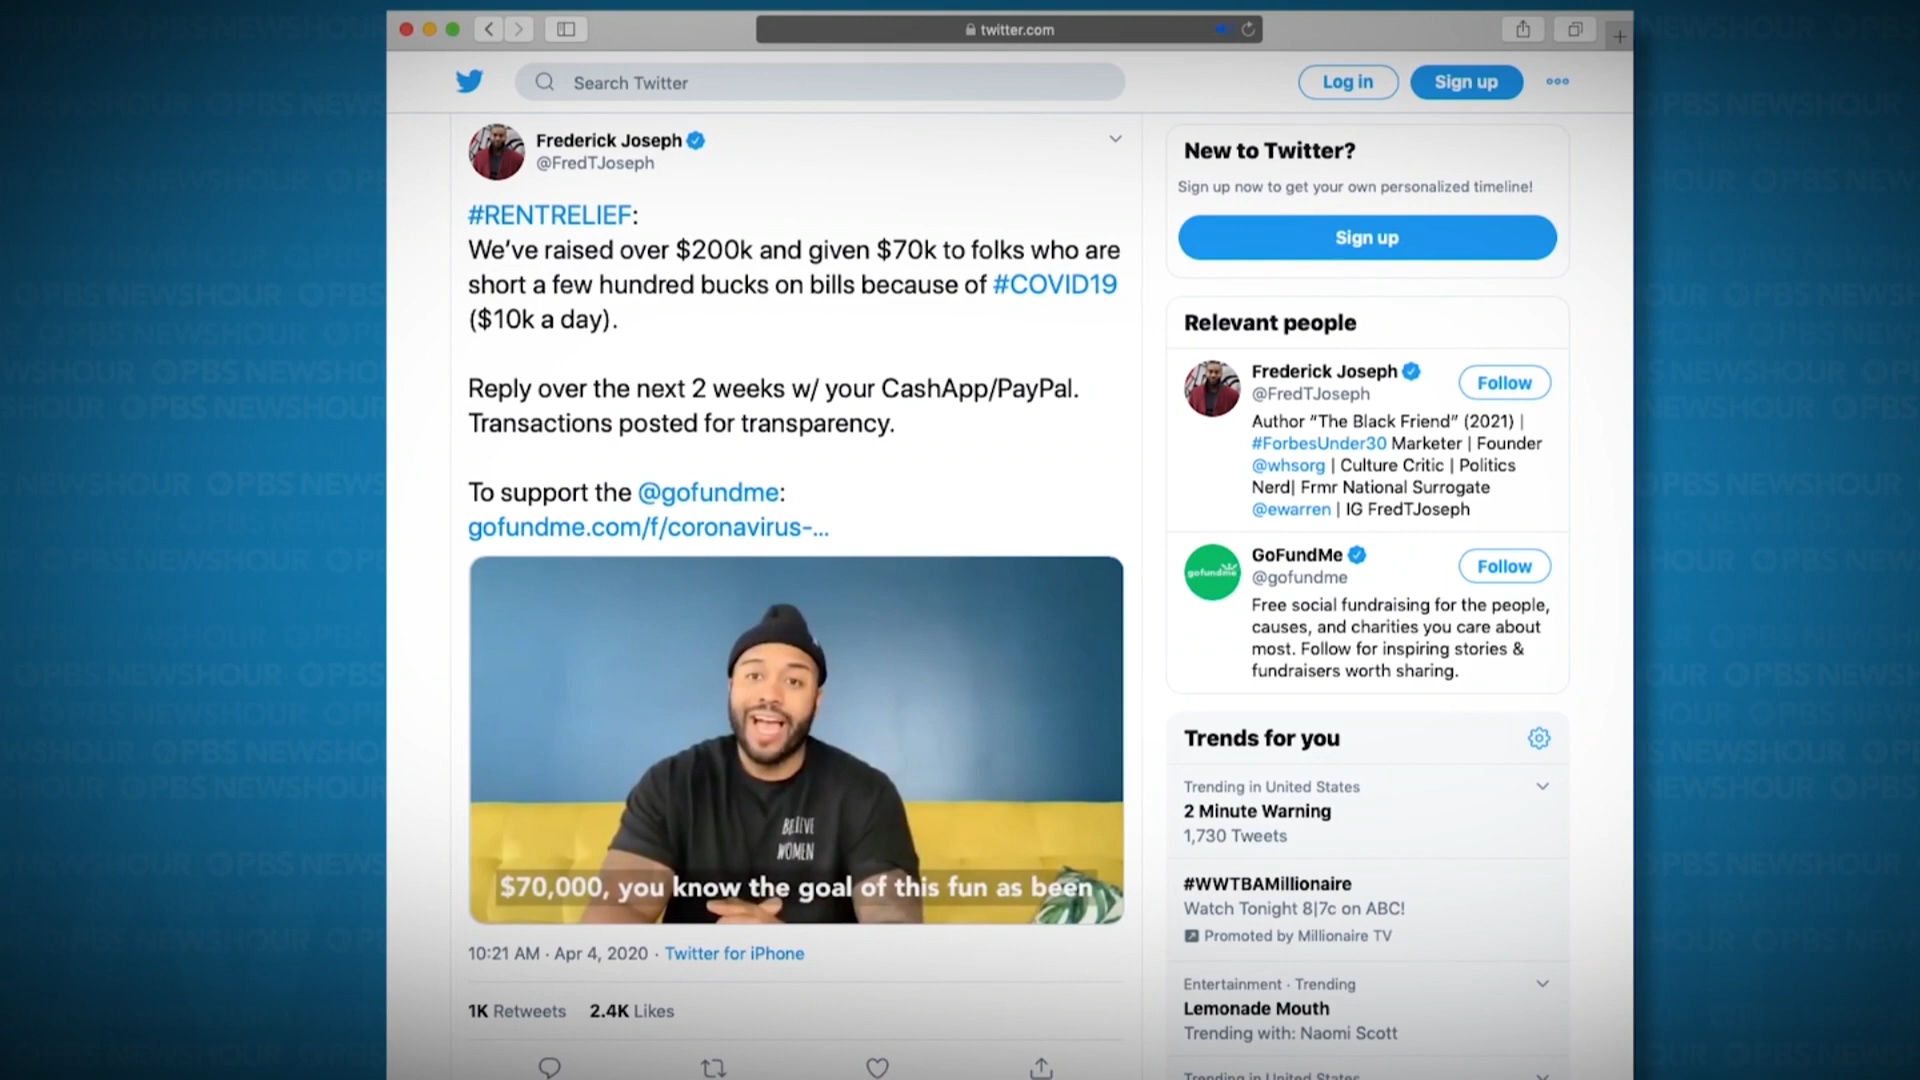 twitter.com
Search Twitter
Log in
Sign up
Frederick Joseph
@FredTJoseph
#RENTRELIEF:
We've raised over $200k and given $70k to folks who are
short a few hundred bucks on bills because of #COVID19
($10k a day).
Reply over the next 2 weeks w/ your CashApp/PayPal.
Transactions posted for transparency.
To support the @gofundme:
gofundme.com/f/coronavirus-...
BELIEVE
WOMEN
$70,000, you know the goal of this fun as been
10:21 AM · Apr 4, 2020 · Twitter for iPhone
1K Retweets 2.4K Likes
New to Twitter?
Sign up now to get your own personalized timeline!
Sign up
Relevant people
Frederick Joseph
@FredTJoseph
Follow
Author "The Black Friend" (2021) |
#ForbesUnder30 Marketer | Founder
@whsorg | Culture Critic | Politics
Nerd| Frmr National Surrogate
@ewarren | IG FredTJoseph
gofundme
GoFundMe
@gofundme
Follow
Free social fundraising for the people,
causes, and charities you care about
most. Follow for inspiring stories &
fundraisers worth sharing.
Trends for you
Trending in United States
2 Minute Warning
1,730 Tweets
#WWTBAMillionaire
Watch Tonight 8|7c on ABC!
Promoted by Millionaire TV
Entertainment · Trending
Lemonade Mouth
Trending with: Naomi Scott
Trending in United States
PBS NEWSHOUR